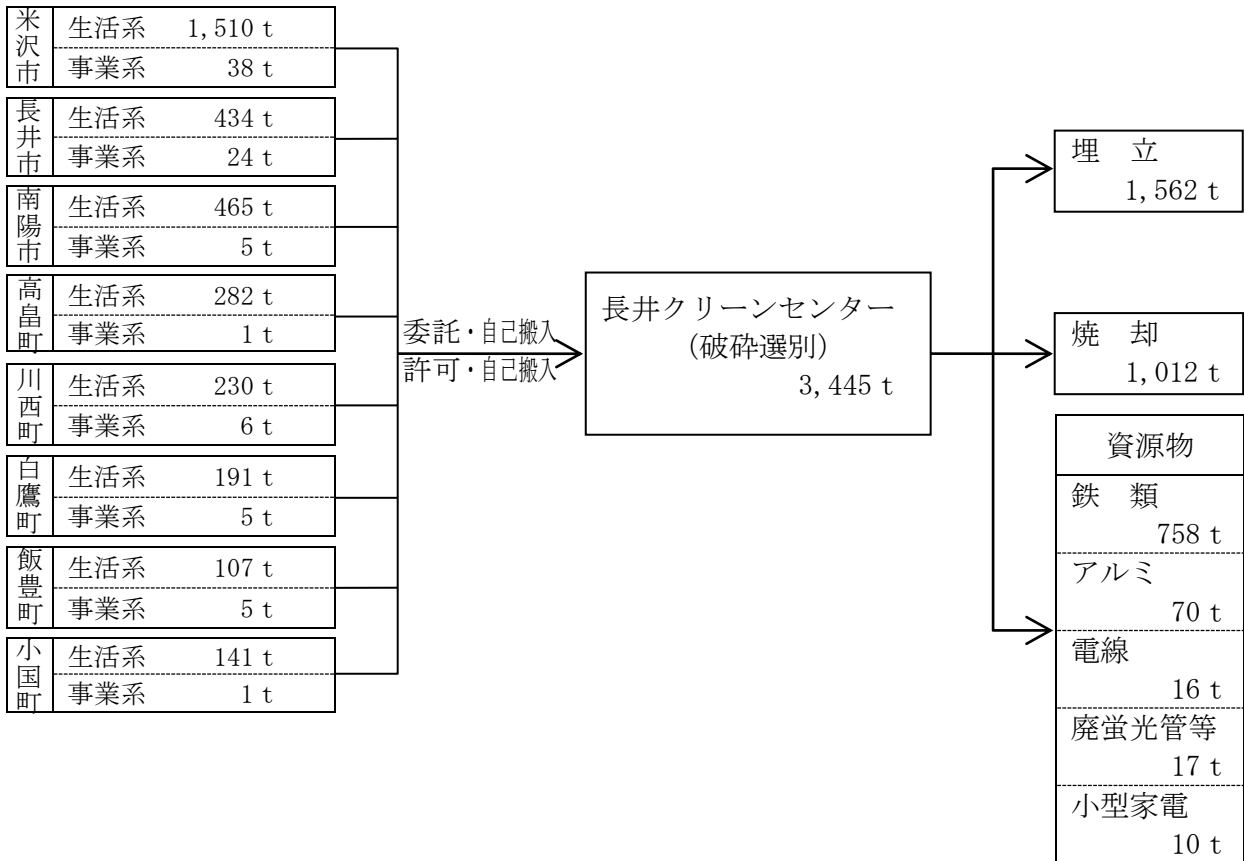 米沢市
生活系 1,510 t
事業系 38 t
長井市
生活系 434 t
事業系 24 t
南陽市
生活系 465 t
事業系 5 t
高畠町
生活系 282 t
事業系 1 t
川西町
生活系 230 t
事業系 6 t
白鷹町
生活系 191 t
事業系 5 t
飯豊町
生活系 107 t
事業系 5 t
小国町
生活系 141 t
事業系 1 t
委託・自己搬入
許可・自己搬入
長井クリーンセンター
(破砕選別)
3,445 t
埋 立
1,562 t
焼 却
1,012 t
資源物
鉄 類
758 t
アルミ
70 t
電線
16 t
廃蛍光管等
17 t
小型家電
10 t